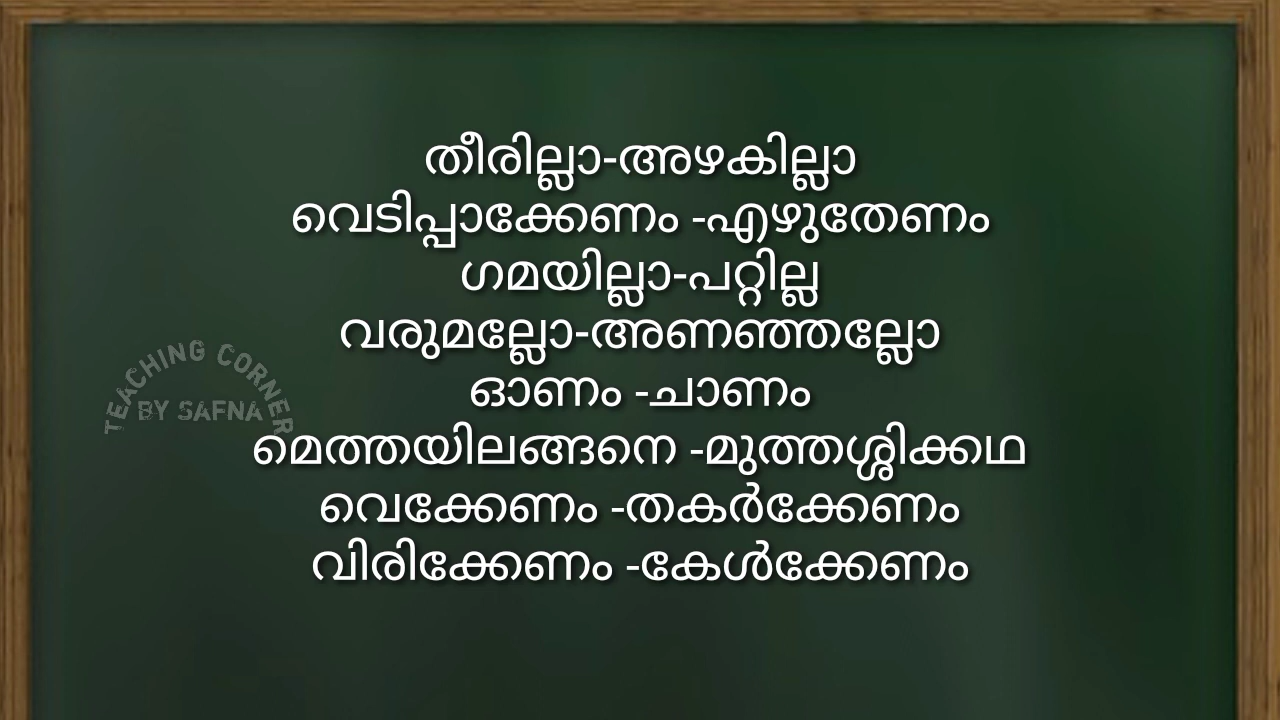 തീരില്ലാ-അഴകില്ലാ
വെടിപ്പാക്കേണം -എഴുതേണം
ഗമയില്ലാ-പറ്റില്ല
വരുമല്ലോ-അണഞ്ഞല്ലോ
ഓണം -ചാണം
മെത്തയിലങ്ങനെ -മുത്തശ്ശിക്കഥ
വെക്കേണം -തകർക്കേണം
വിരിക്കേണം -കേൾക്കേണം
TEACHING CORNER
BY SAFNA